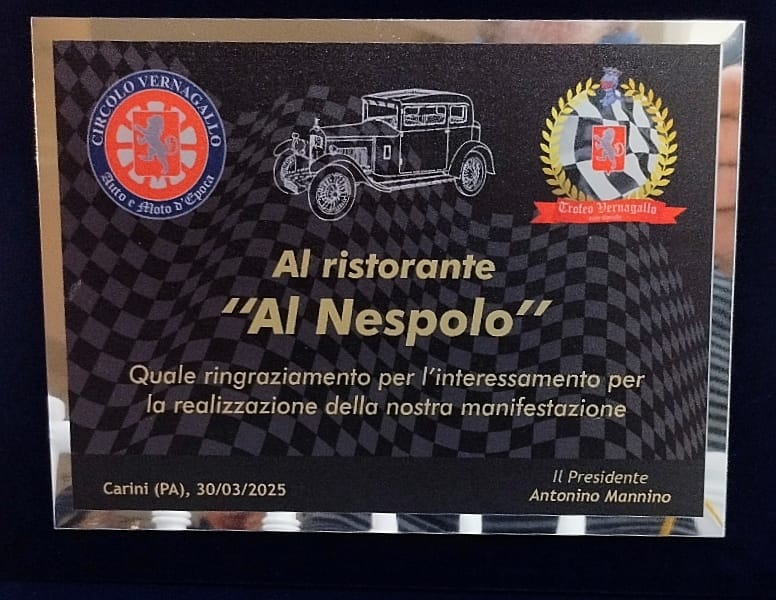 CIRCOLO VERNAGALLO
Auto e Moto d'Epoca
Trofeo Vernagallo
Al ristorante
"Al Nespolo"
Quale ringraziamento per l'interessamento per
la realizzazione della nostra manifestazione
Carini (PA), 30/03/2025
Il Presidente
Antonino Mannino